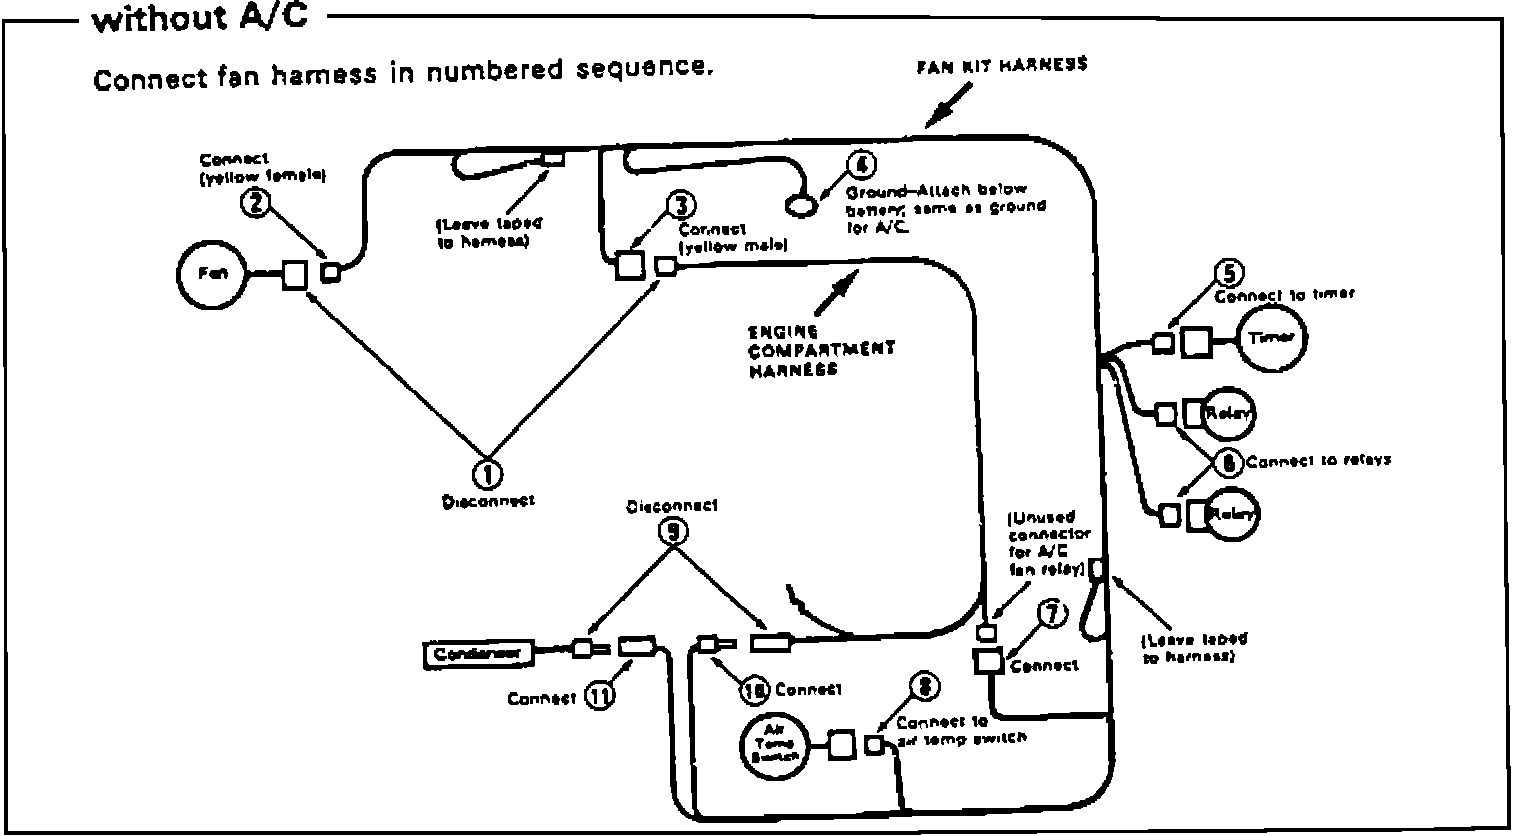 without A/C
Connect fan harness in numbered sequence.
FAN KIT HARNESS
Connect
(yellow female)
2
(Leave taped
to harness)
3
Connect
(yellow male)
4
Ground-Attach below
battery, same as ground
for A/C.
Fan
ENGINE
COMPARTMENT
HARNESS
5
Connect to timer
Timer
Relay
6 Connect to relays
Relay
1
Disconnect
Disconnect
9
(Unused
connector
for A/C
fan relay)
7
Connect
(Leave taped
to harness)
Condenser
Connect 11
10 Connect
8
Connect to
air temp switch
Air
Temp
Switch